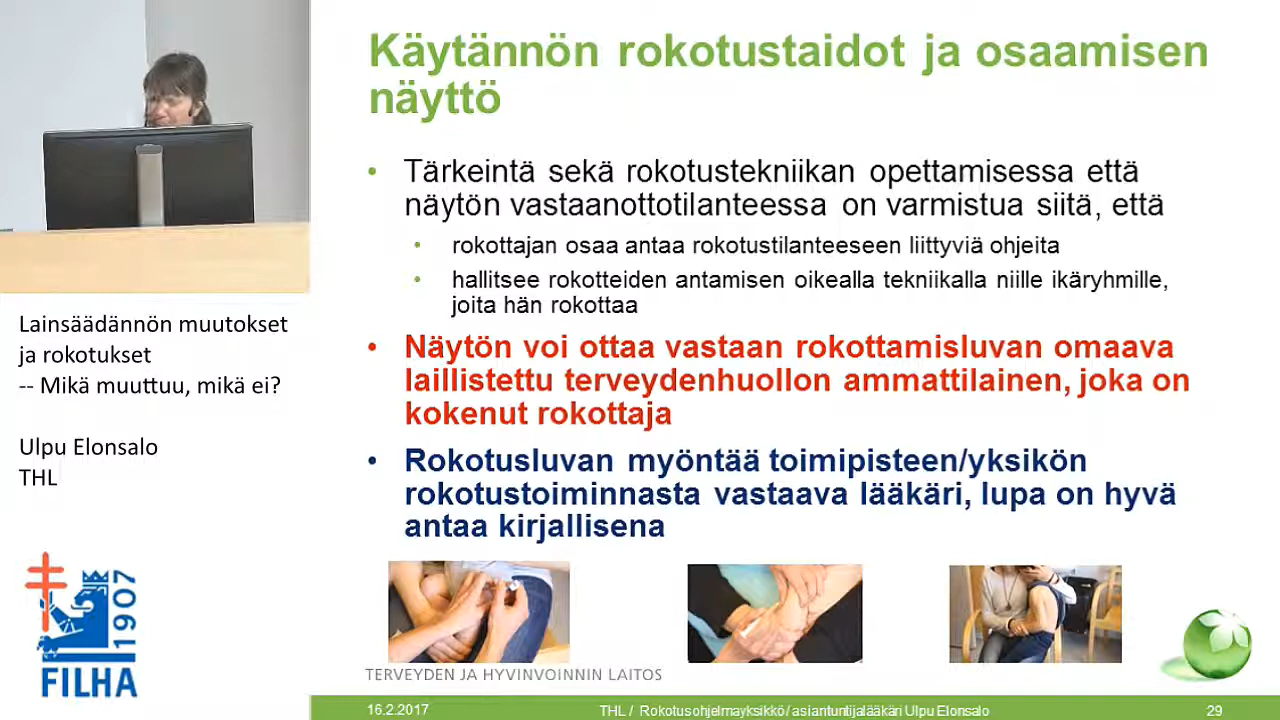 Käytännön rokotustaidot ja osaamisen
näyttö
• Tärkeintä sekä rokotustekniikan opettamisessa että
näytön vastaanottotilanteessa on varmistua siitä, että
• rokottajan osaa antaa rokotustilanteeseen liittyviä ohjeita
• hallitsee rokotteiden antamisen oikealla tekniikalla niille ikäryhmille,
joita hän rokottaa
• Näytön voi ottaa vastaan rokottamisluvan omaava
laillistettu terveydenhuollon ammattilainen, joka on
kokenut rokottaja
• Rokotusluvan myöntää toimipisteen/yksikön
rokotustoiminnasta vastaava lääkäri, lupa on hyvä
antaa kirjallisena
Lainsäädännön muutokset
ja rokotukset
-- Mikä muuttuu, mikä ei?
Ulpu Elonsalo
THL
1907
FILHA
TERVEYDEN JA HYVINVOINNIN LAITOS
16.2.2017
THL / Rokotusohjelmayksikkö/ asiantuntijalääkäri Ulpu Elonsalo
29